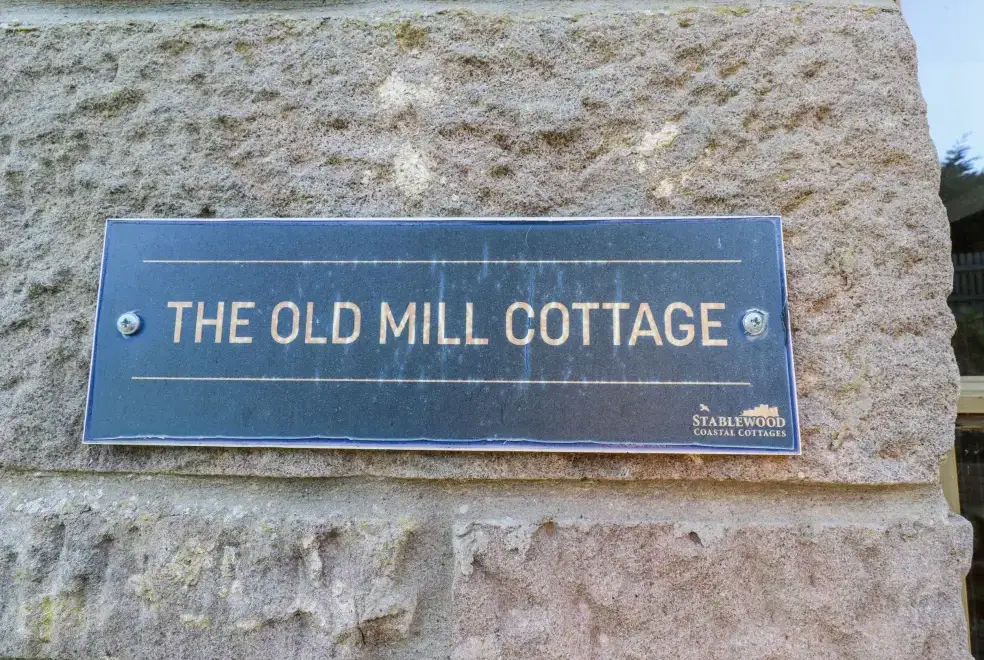 THE OLD MILL COTTAGE
STABLEWOOD
COASTAL COTTAGES